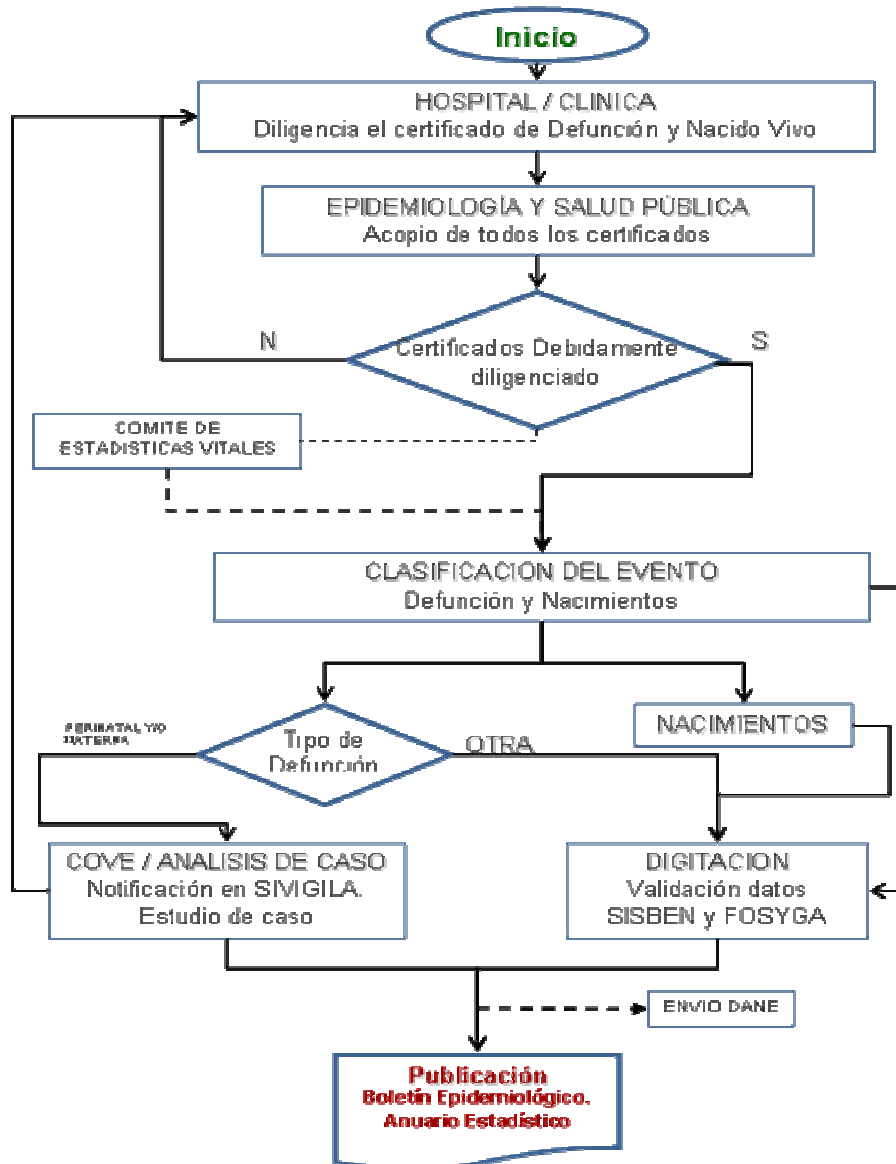 Inicio
HOSPITAL / CLINICA
Diligencia el certificado de Defunción y Nacido Vivo
EPIDEMIOLOGÍA Y SALUD PÚBLICA
Acopio de todos los certificados
N
S
Certificados Debidamente
diligenciado
COMITE DE
ESTADISTICAS VITALES
CLASIFICACION DEL EVENTO
Defunción y Nacimientos
PERINATAL Y/O
MATERNA
Tipo de
Defunción
OTRA
NACIMIENTOS
COVE / ANALISIS DE CASO
Notificación en SIVIGILA.
Estudio de caso
DIGITACION
Validación datos
SISBEN y FOSYGA
ENVIO DANE
Publicación
Boletín Epidemiológico.
Anuario Estadístico